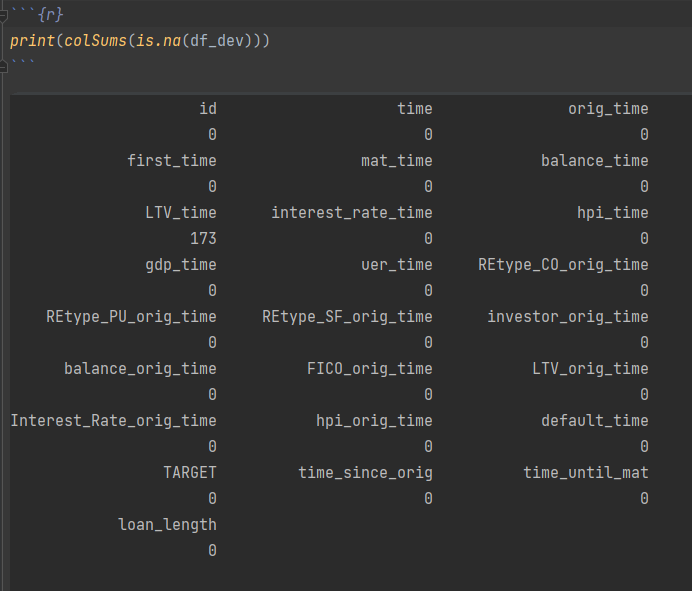 ```{r}
print(colSums(is.na(df_dev)))
```
id time orig_time
0 0 0
first_time mat_time balance_time
0 0 0
LTV_time interest_rate_time hpi_time
173 0 0
gdp_time uer_time REtype_CO_orig_time
0 0 0
REtype_PU_orig_time REtype_SF_orig_time investor_orig_time
0 0 0
balance_orig_time FICO_orig_time LTV_orig_time
0 0 0
Interest_Rate_orig_time hpi_orig_time default_time
0 0 0
TARGET time_since_orig time_until_mat
0 0 0
loan_length
0